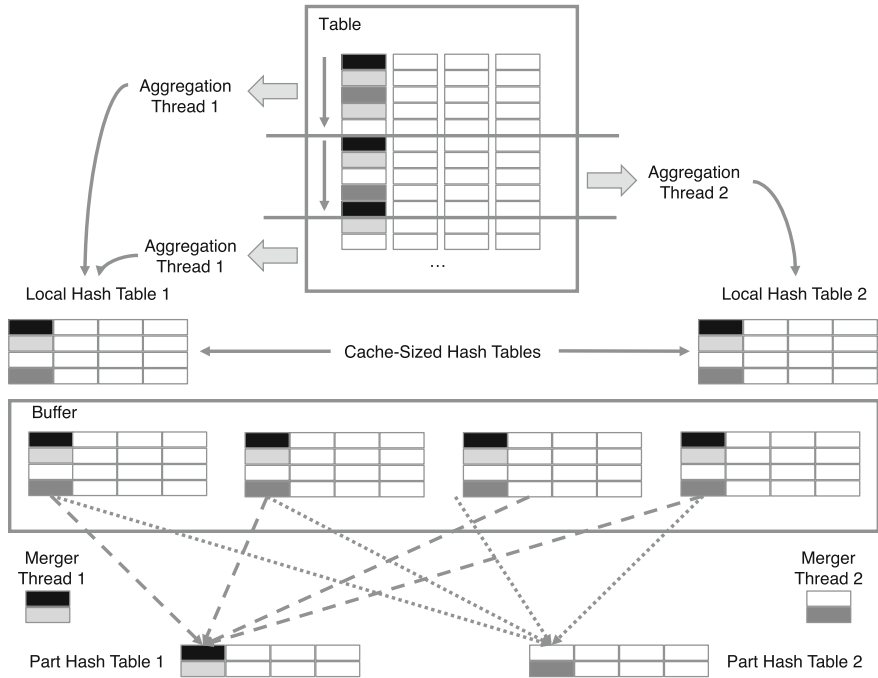 Table
Aggregation
Thread 1
Aggregation
Thread 2
Aggregation
Thread 1
...
Local Hash Table 1
Local Hash Table 2
Cache-Sized Hash Tables
Buffer
Merger
Thread 1
Merger
Thread 2
Part Hash Table 1
Part Hash Table 2